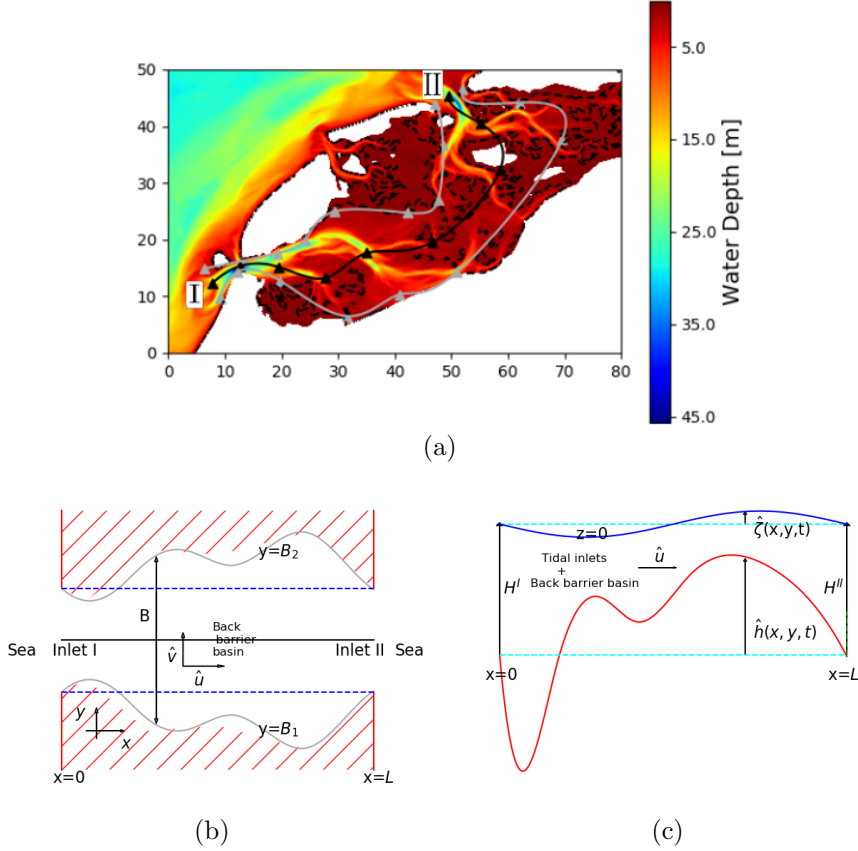 5.0
15.0
25.0
35.0
45.0
Water Depth [m]
50
40
30
20
10
0
0 10 20 30 40 50 60 70 80
I
II
(a)
y=B₂
B
Back
barrier
basin
Sea Inlet I Inlet II Sea
v̂
û
y
x
y=B₁
x=0 x=L
(b)
z=0
ζ̂(x,y,t)
Tidal inlets
+
Back barrier basin
û
Hᴵ
Hᴵᴵ
ĥ(x, y, t)
x=0 x=L
(c)